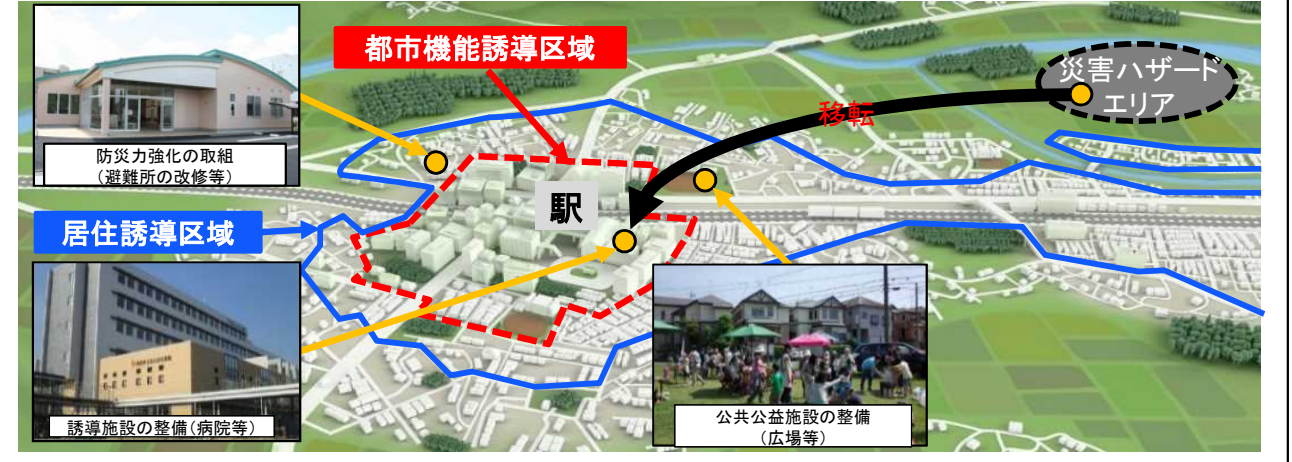 都市機能誘導区域
災害ハザード
エリア
移転
防災力強化の取組
（避難所の改修等）
駅
居住誘導区域
誘導施設の整備（病院等）
公共公益施設の整備
（広場等）